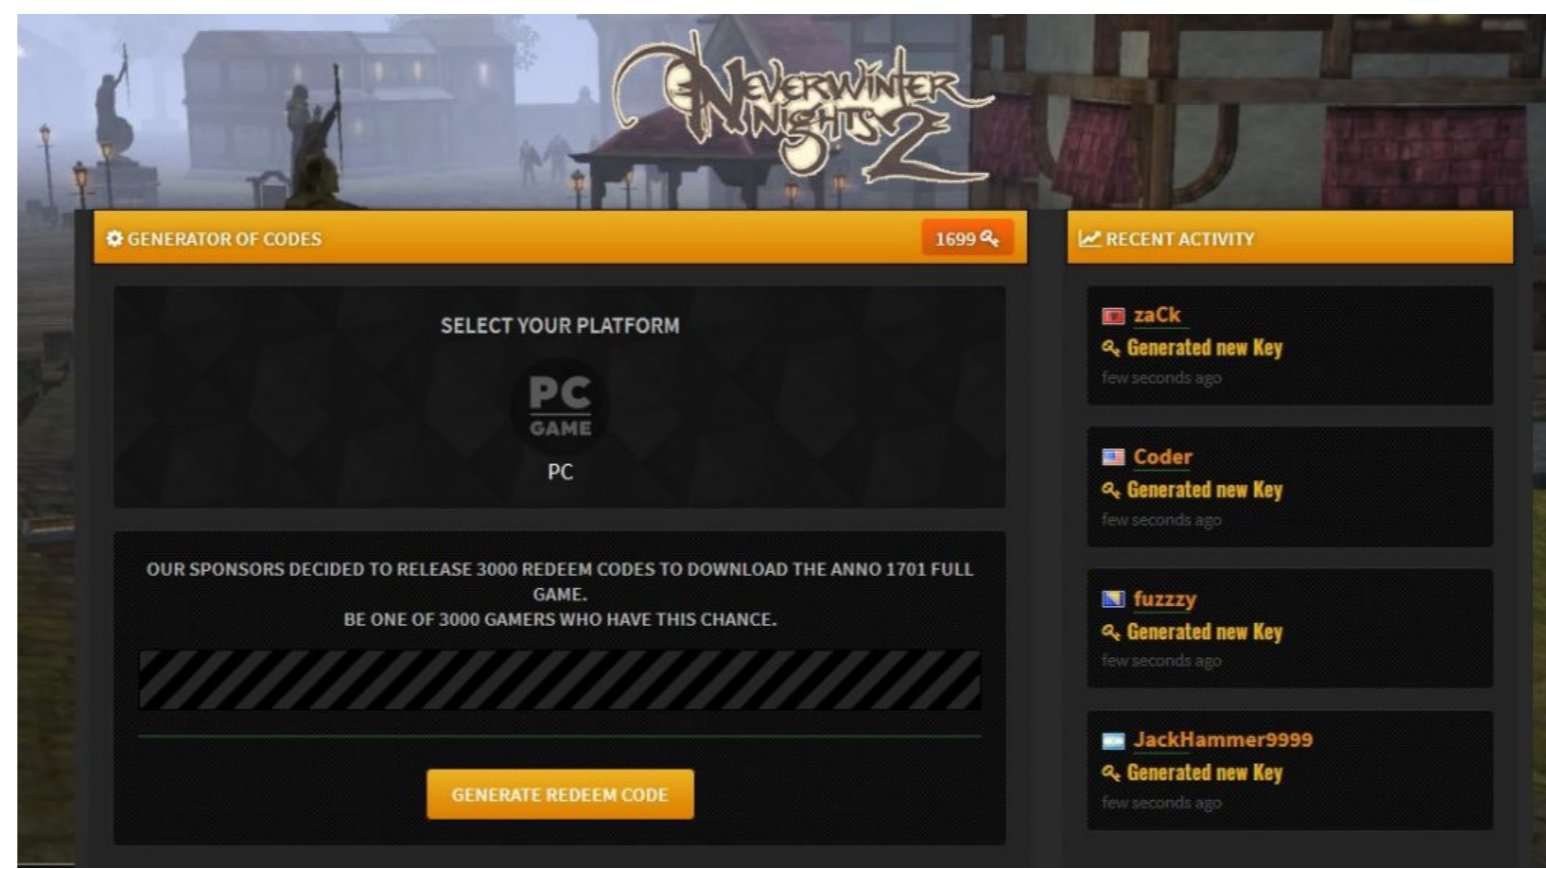 NEVERWINTER
NIGHTS 2
GENERATOR OF CODES
1699
SELECT YOUR PLATFORM
PC
GAME
PC
OUR SPONSORS DECIDED TO RELEASE 3000 REDEEM CODES TO DOWNLOAD THE ANNO 1701 FULL
GAME.
BE ONE OF 3000 GAMERS WHO HAVE THIS CHANCE.
GENERATE REDEEM CODE
RECENT ACTIVITY
zaCk
Generated new Key
few seconds ago
Coder
Generated new Key
few seconds ago
fuzzzy
Generated new Key
few seconds ago
JackHammer9999
Generated new Key
few seconds ago